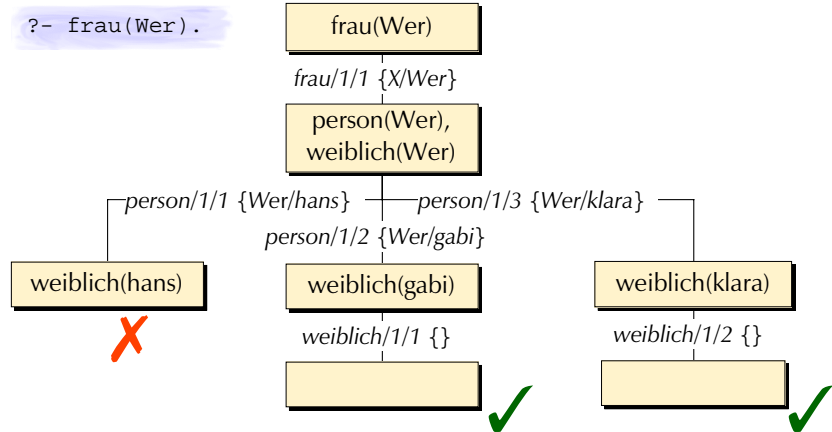 ?- frau(Wer).
frau(Wer)
frau/1/1 {X/Wer}
person(Wer),
weiblich(Wer)
person/1/1 {Wer/hans}
person/1/3 {Wer/klara}
person/1/2 {Wer/gabi}
weiblich(hans)
weiblich(gabi)
weiblich(klara)
weiblich/1/1 {}
weiblich/1/2 {}